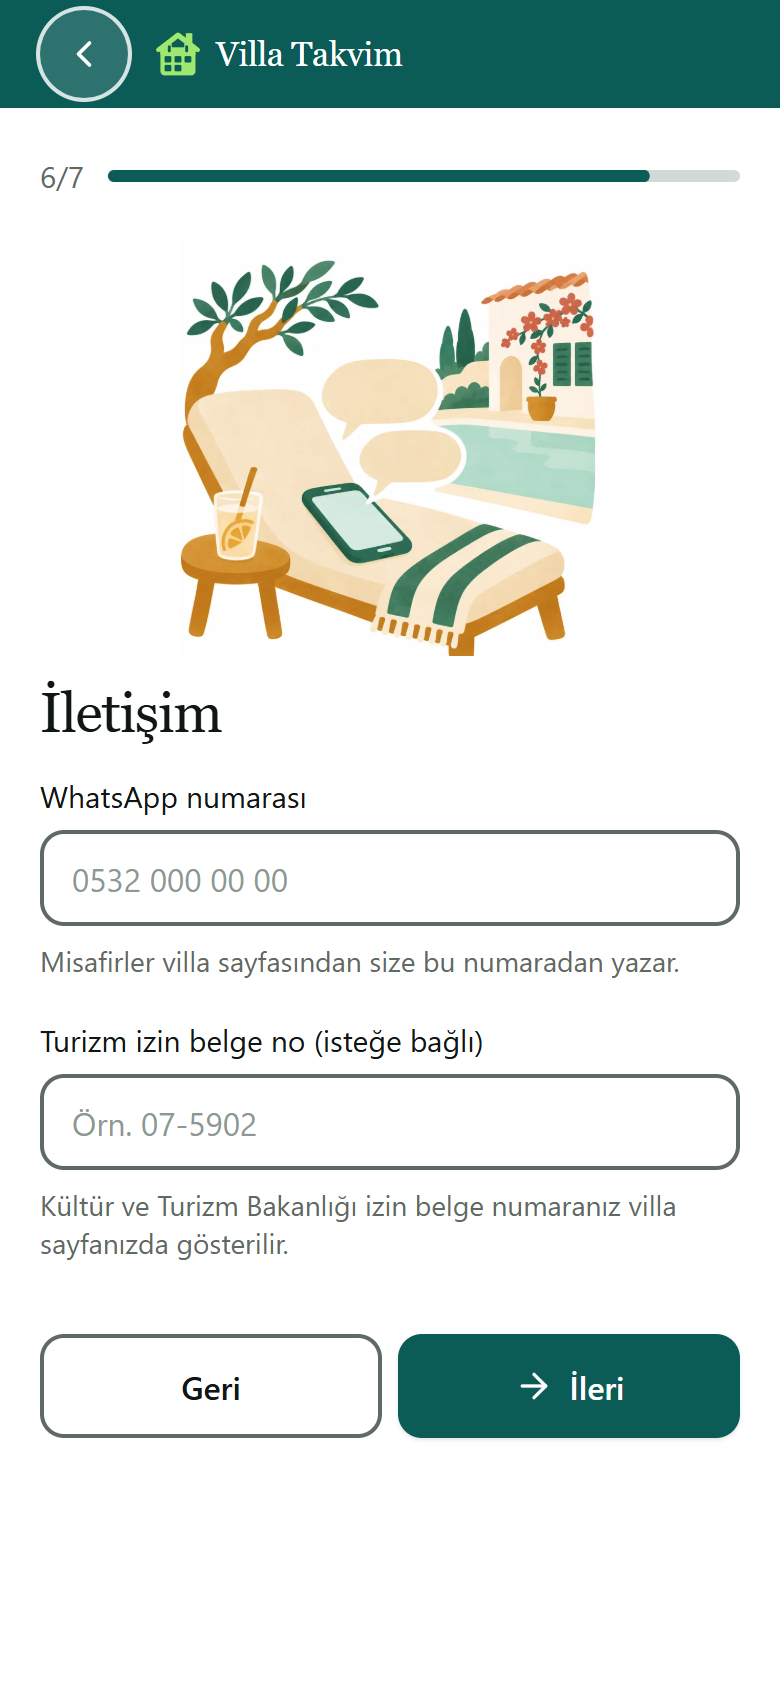 Villa Takvim
6/7
İletişim
WhatsApp numarası
0532 000 00 00
Misafirler villa sayfasından size bu numaradan yazar.
Turizm izin belge no (isteğe bağlı)
Örn. 07-5902
Kültür ve Turizm Bakanlığı izin belge numaranız villa
sayfanızda gösterilir.
Geri
İleri